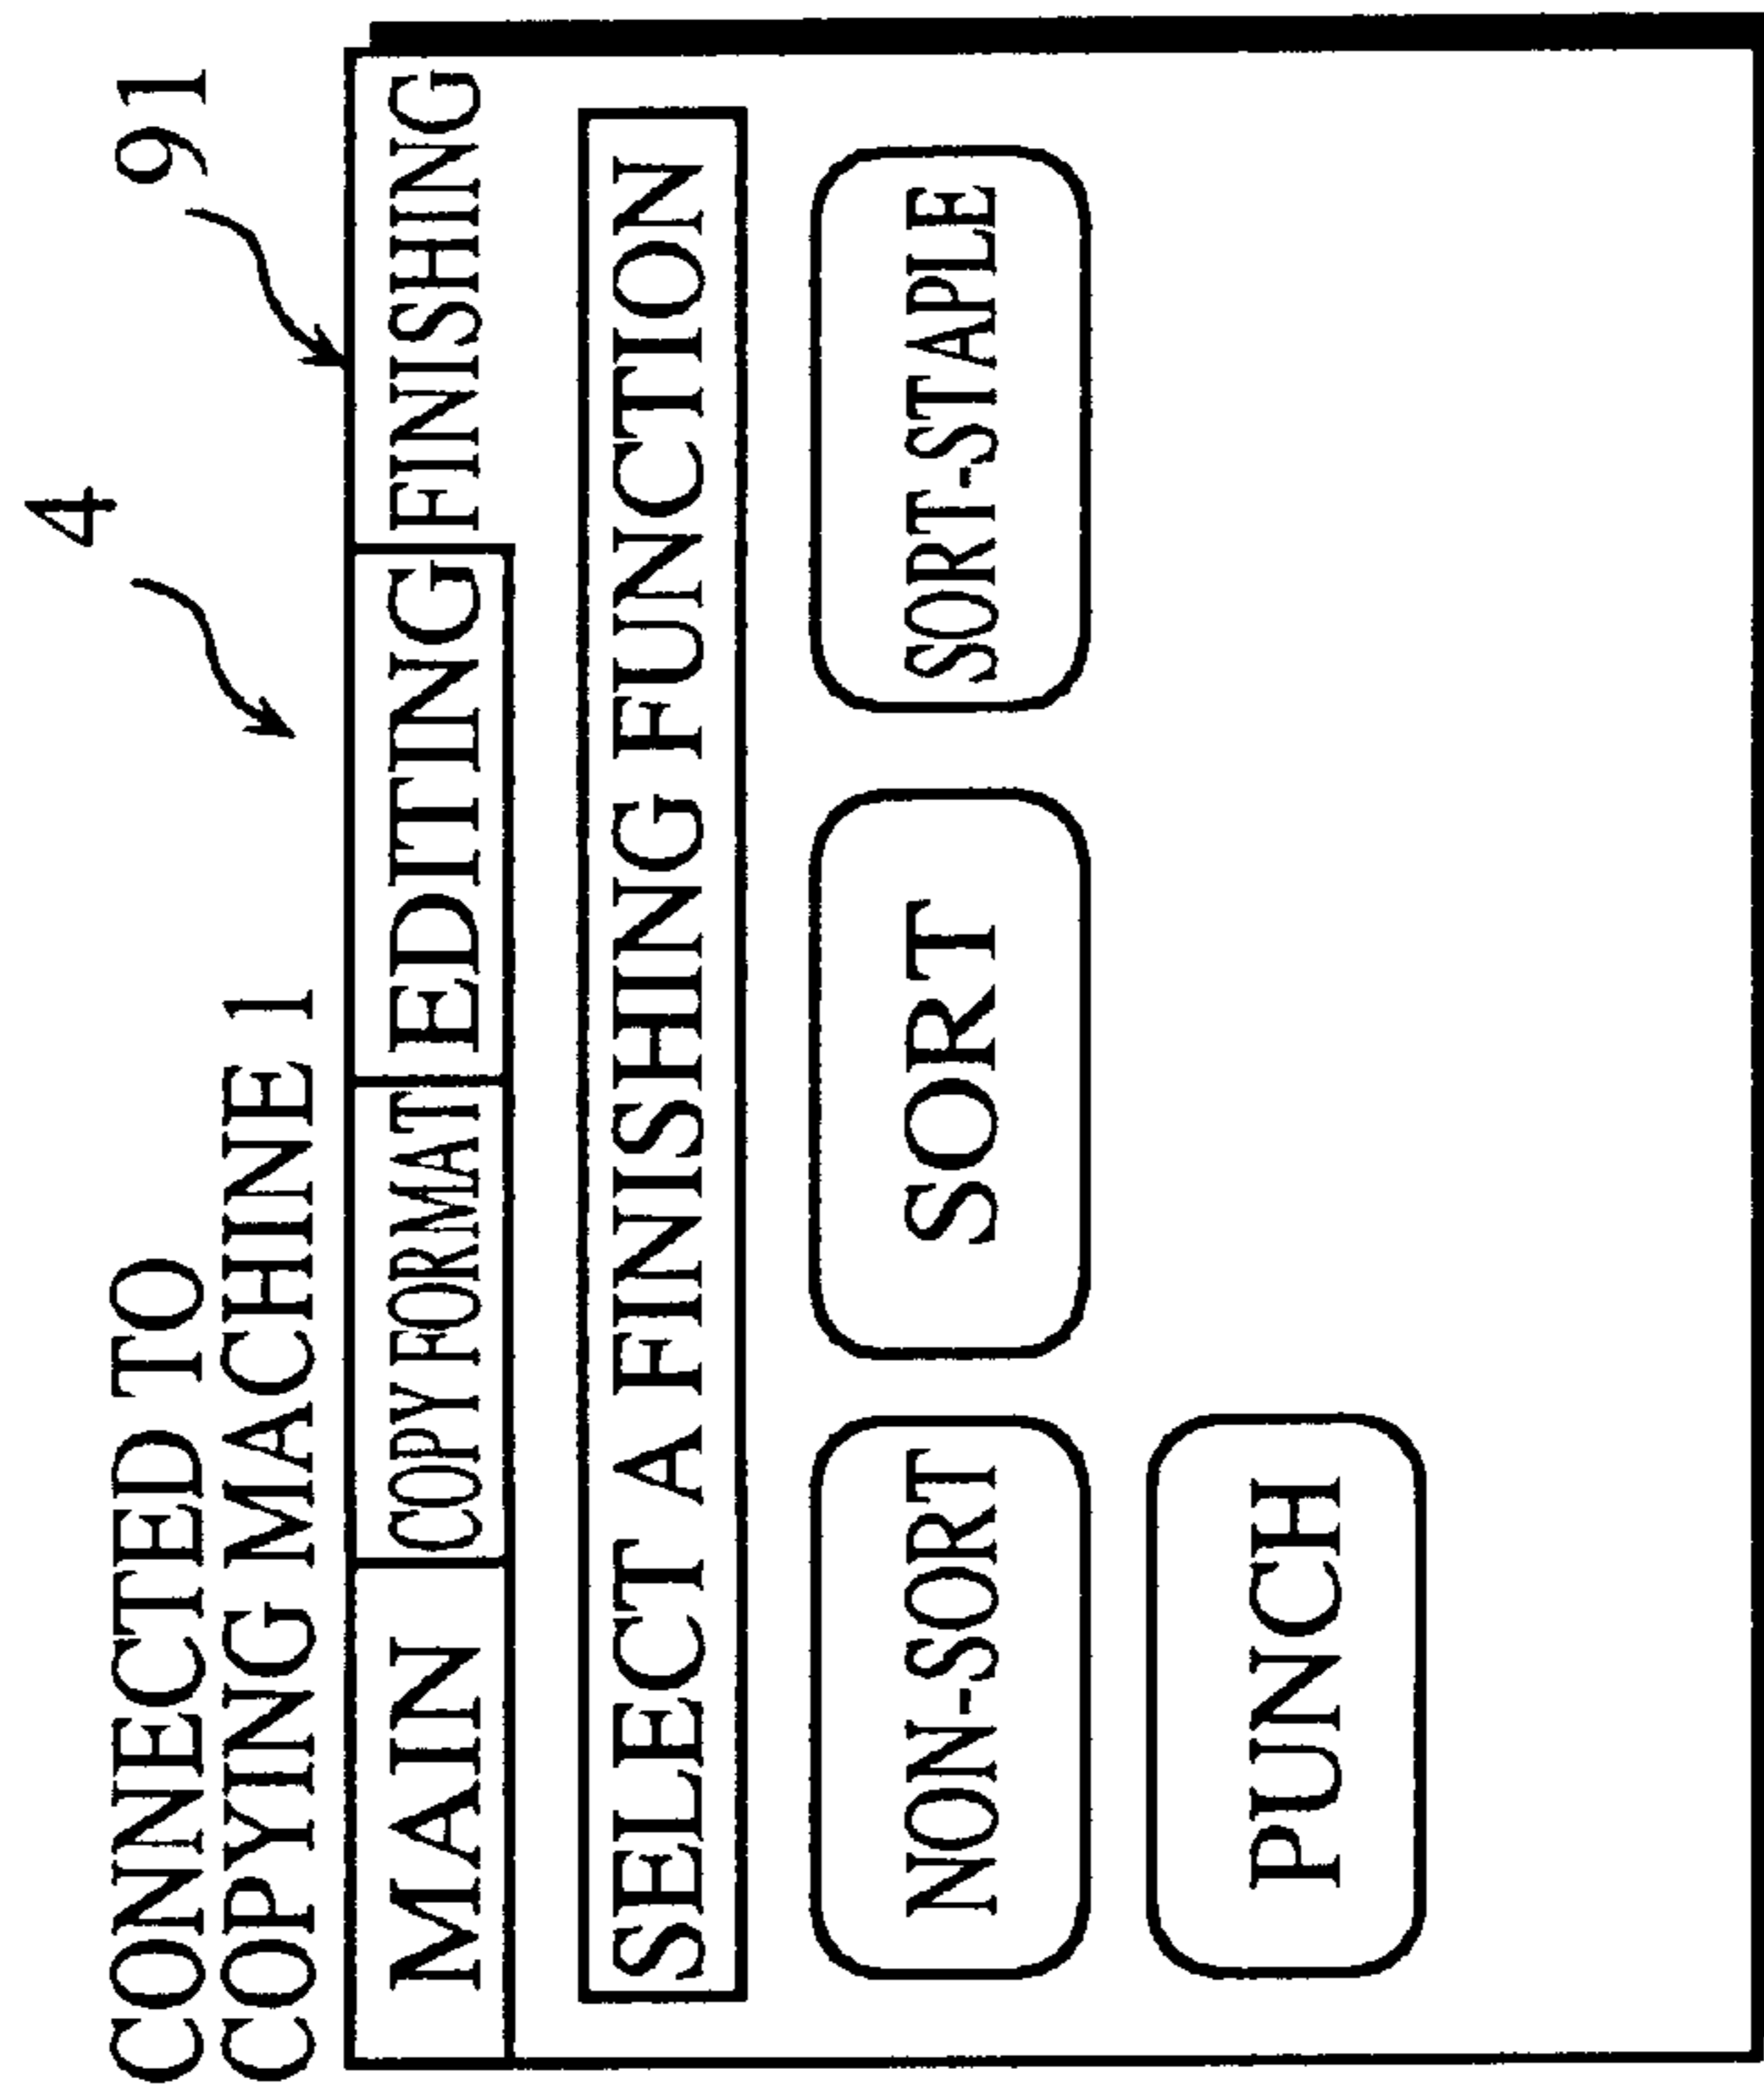 4
91
CONNECTED TO
COPYING MACHINE 1
MAIN COPY FORMAT EDITING FINISHING
SELECT A FINISHING FUNCTION
NON-SORT SORT SORT-STAPLE
PUNCH